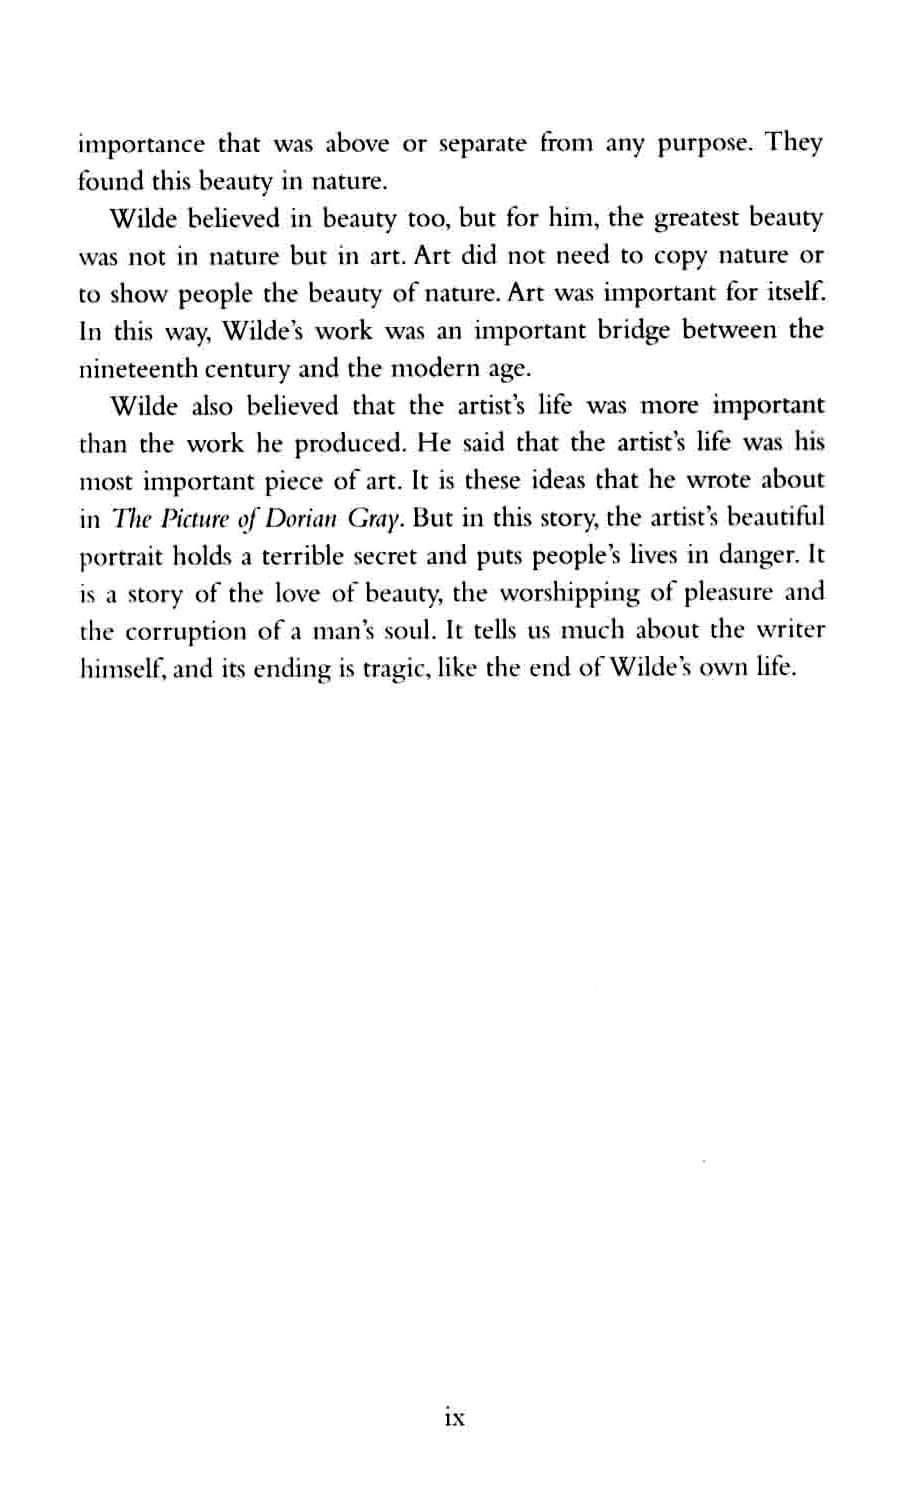 importance that was above or separate from any purpose. They
found this beauty in nature.
Wilde believed in beauty too, but for him, the greatest beauty
was not in nature but in art. Art did not need to copy nature or
to show people the beauty of nature. Art was important for itself.
In this way, Wilde's work was an important bridge between the
nineteenth century and the modern age.
Wilde also believed that the artist's life was more important
than the work he produced. He said that the artist's life was his
most important piece of art. It is these ideas that he wrote about
in The Picture of Dorian Gray. But in this story, the artist's beautiful
portrait holds a terrible secret and puts people's lives in danger. It
is a story of the love of beauty, the worshipping of pleasure and
the corruption of a man's soul. It tells us much about the writer
himself, and its ending is tragic, like the end of Wilde's own life.
ix